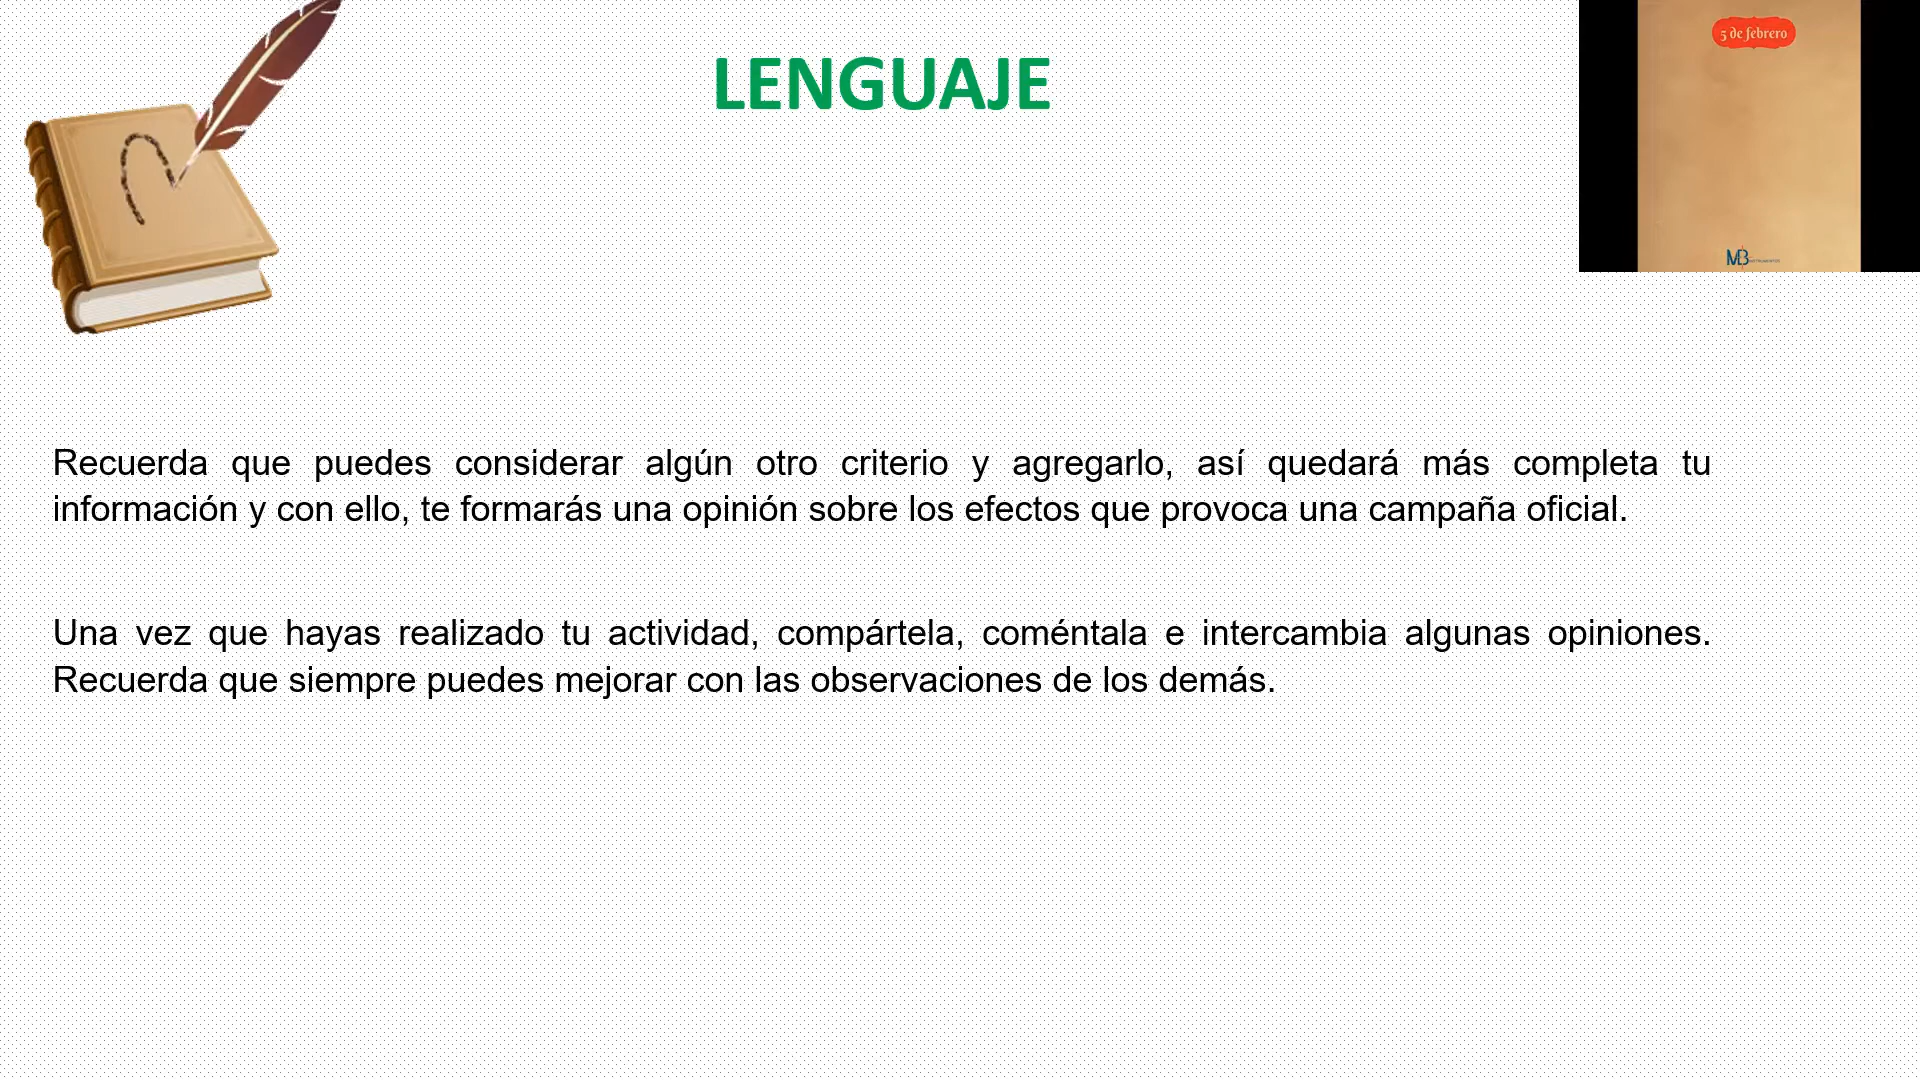 LENGUAJE
5 de febrero
MB
Recuerda que puedes considerar algún otro criterio y agregarlo, así quedará más completa tu
información y con ello, te formarás una opinión sobre los efectos que provoca una campaña oficial.
Una vez que hayas realizado tu actividad, compártela, coméntala e intercambia algunas opiniones.
Recuerda que siempre puedes mejorar con las observaciones de los demás.